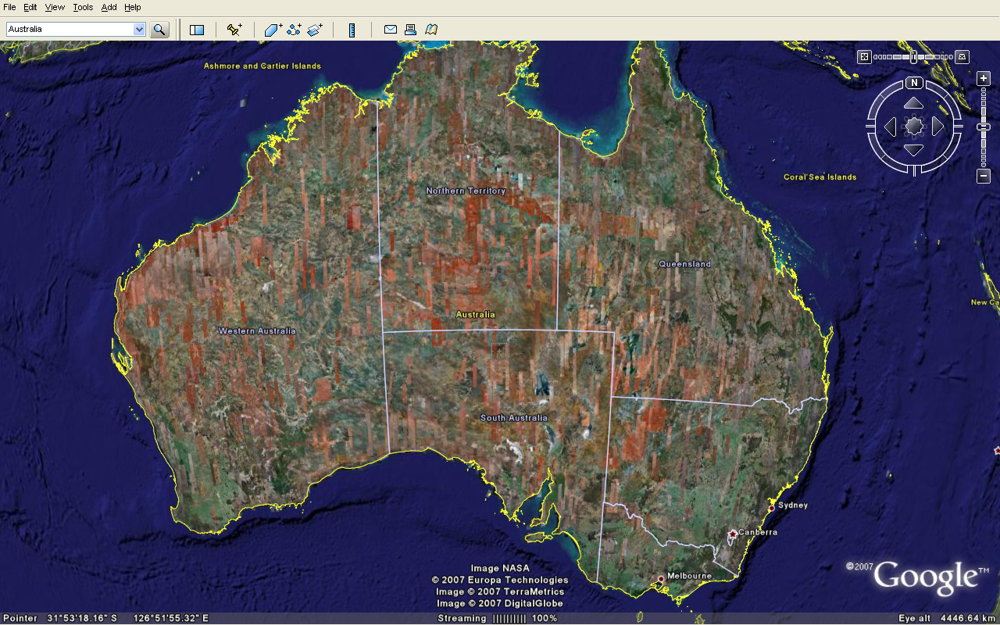 File Edit View Tools Add Help
Australia
Ashmore and Cartier Islands
N
Coral Sea Islands
Northern Territory
Queensland
New Ca
Australia
Western Australia
South Australia
Sydney
Canberra
Melbourne
©2007 Google™
Image NASA
© 2007 Europa Technologies
Image © 2007 TerraMetrics
Image © 2007 DigitalGlobe
Pointer 31°53'18.16" S 126°51'55.32" E Streaming |||||||||| 100% Eye alt 4446.64 km